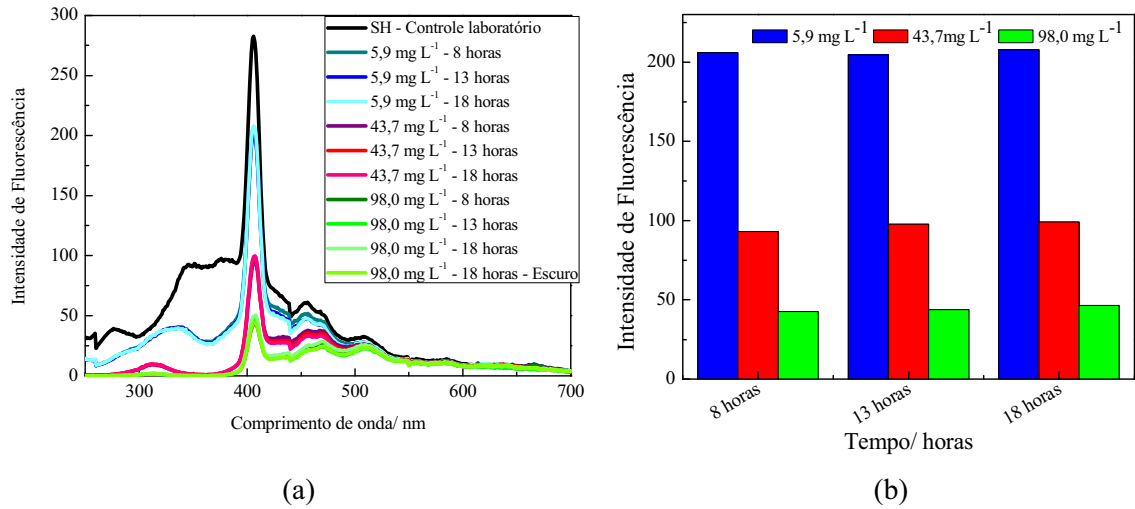 300
250
200
150
100
50
0
Intensidade de Fluorescência
SH - Controle laboratório
5,9 mg L⁻¹ - 8 horas
5,9 mg L⁻¹ - 13 horas
5,9 mg L⁻¹ - 18 horas
43,7 mg L⁻¹ - 8 horas
43,7 mg L⁻¹ - 13 horas
43,7 mg L⁻¹ - 18 horas
98,0 mg L⁻¹ - 8 horas
98,0 mg L⁻¹ - 13 horas
98,0 mg L⁻¹ - 18 horas
98,0 mg L⁻¹ - 18 horas - Escuro
300 400 500 600 700
Comprimento de onda/ nm
(a)
5,9 mg L⁻¹ 43,7mg L⁻¹ 98,0 mg L⁻¹
200
150
100
50
0
Intensidade de Fluorescência
8 horas 13 horas 18 horas
Tempo/ horas
(b)